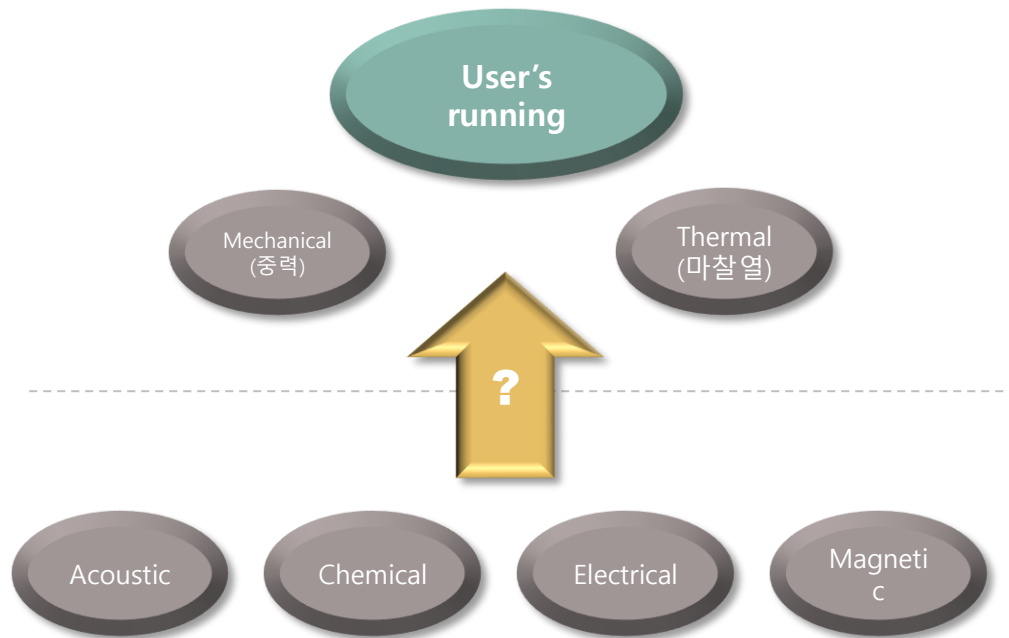 User’s
running
Mechanical
(중력)
Thermal
(마찰열)
?
Acoustic
Chemical
Electrical
Magneti
c